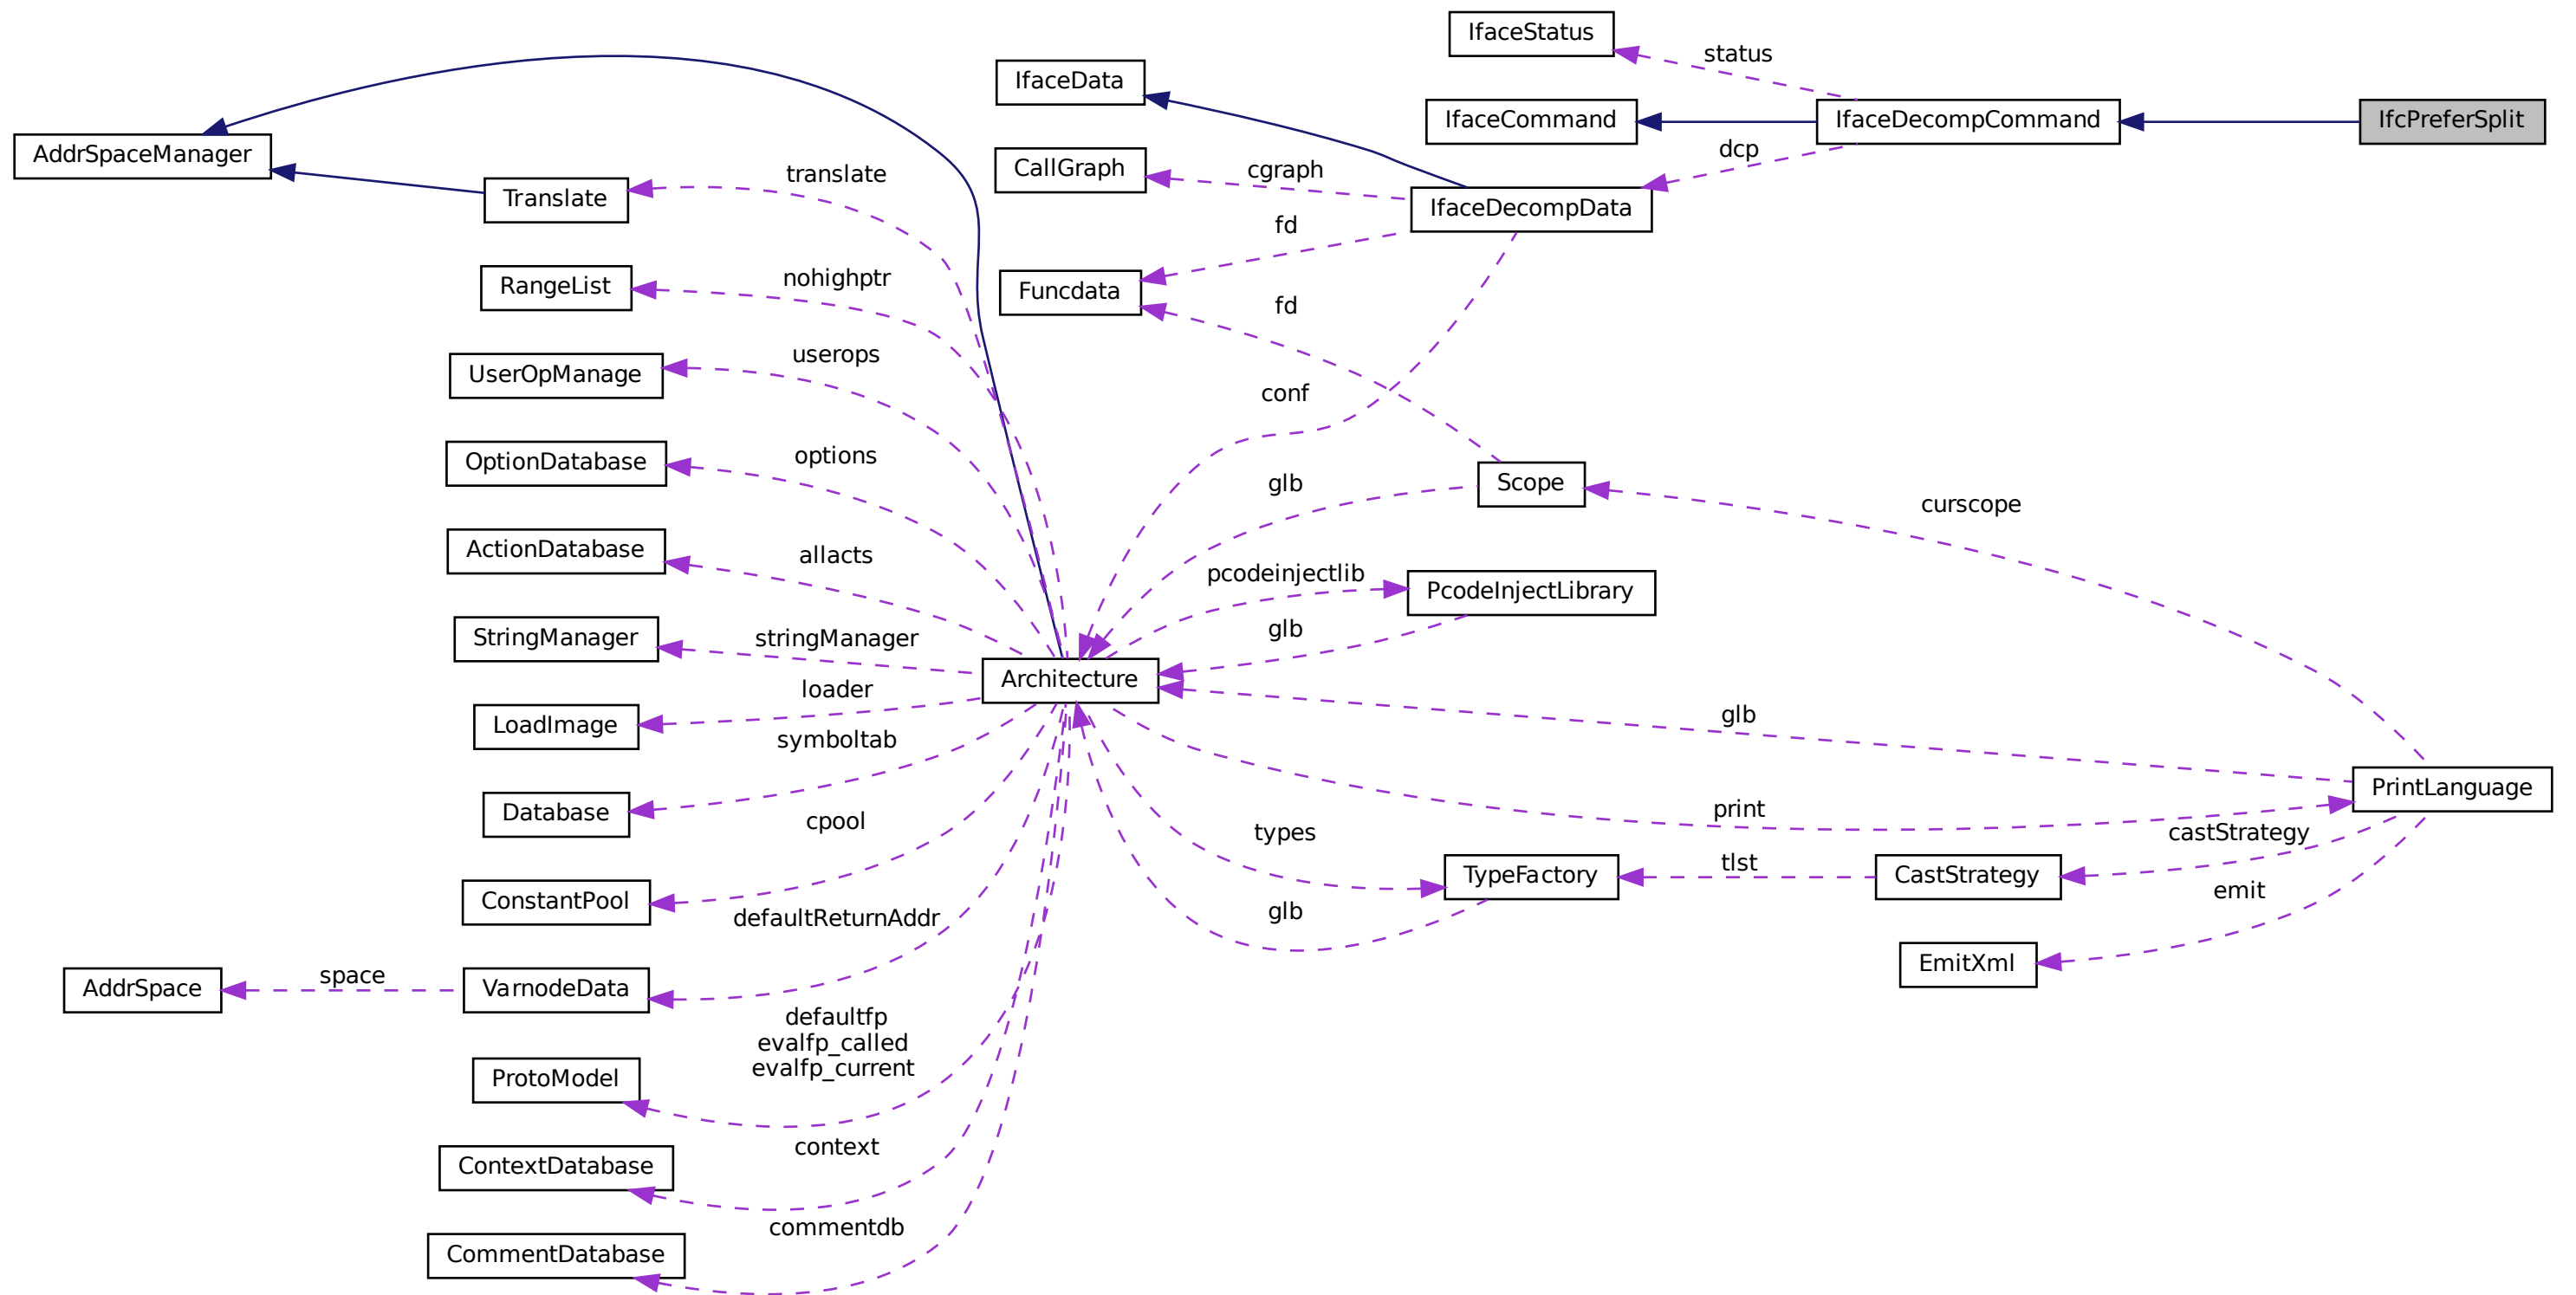 IfaceStatus
status
IfaceData
IfaceCommand
IfaceDecompCommand
IfcPreferSplit
AddrSpaceManager
translate
CallGraph
cgraph
dcp
Translate
IfaceDecompData
fd
RangeList
nohighptr
Funcdata
fd
userops
UserOpManage
conf
options
OptionDatabase
glb
Scope
curscope
allacts
ActionDatabase
pcodeinjectlib
PcodeInjectLibrary
stringManager
StringManager
glb
Architecture
loader
LoadImage
glb
symboltab
Database
print
PrintLanguage
cpool
types
castStrategy
ConstantPool
TypeFactory
tlst
CastStrategy
defaultReturnAddr
glb
emit
AddrSpace
space
VarnodeData
EmitXml
defaultfp
evalfp_called
evalfp_current
ProtoModel
context
ContextDatabase
commentdb
CommentDatabase